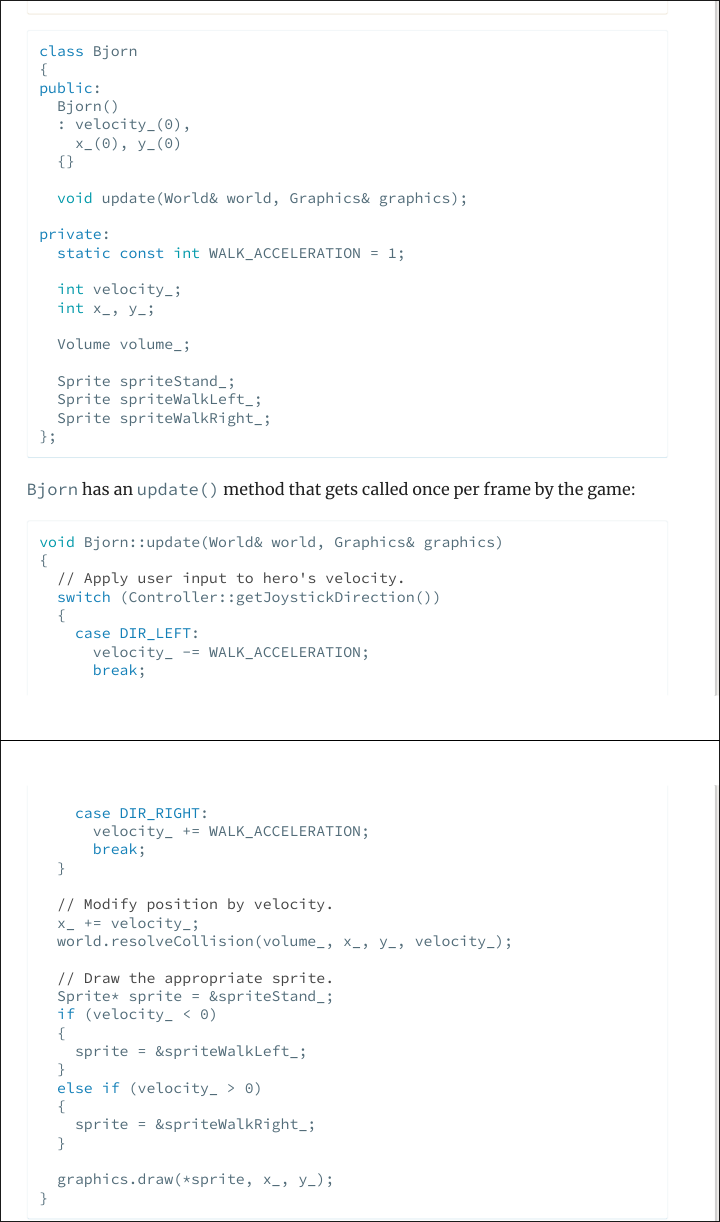 class Bjorn
{
public:
  Bjorn()
  : velocity_(0),
    x_(0), y_(0)
  {}

  void update(World& world, Graphics& graphics);

private:
  static const int WALK_ACCELERATION = 1;

  int velocity_;
  int x_, y_;

  Volume volume_;

  Sprite spriteStand_;
  Sprite spriteWalkLeft_;
  Sprite spriteWalkRight_;
};
Bjorn has an update() method that gets called once per frame by the game:
void Bjorn::update(World& world, Graphics& graphics)
{
  // Apply user input to hero's velocity.
  switch (Controller::getJoystickDirection())
  {
    case DIR_LEFT:
      velocity_ -= WALK_ACCELERATION;
      break;

    case DIR_RIGHT:
      velocity_ += WALK_ACCELERATION;
      break;
  }

  // Modify position by velocity.
  x_ += velocity_;
  world.resolveCollision(volume_, x_, y_, velocity_);

  // Draw the appropriate sprite.
  Sprite* sprite = &spriteStand_;
  if (velocity_ < 0)
  {
    sprite = &spriteWalkLeft_;
  }
  else if (velocity_ > 0)
  {
    sprite = &spriteWalkRight_;
  }

  graphics.draw(*sprite, x_, y_);
}